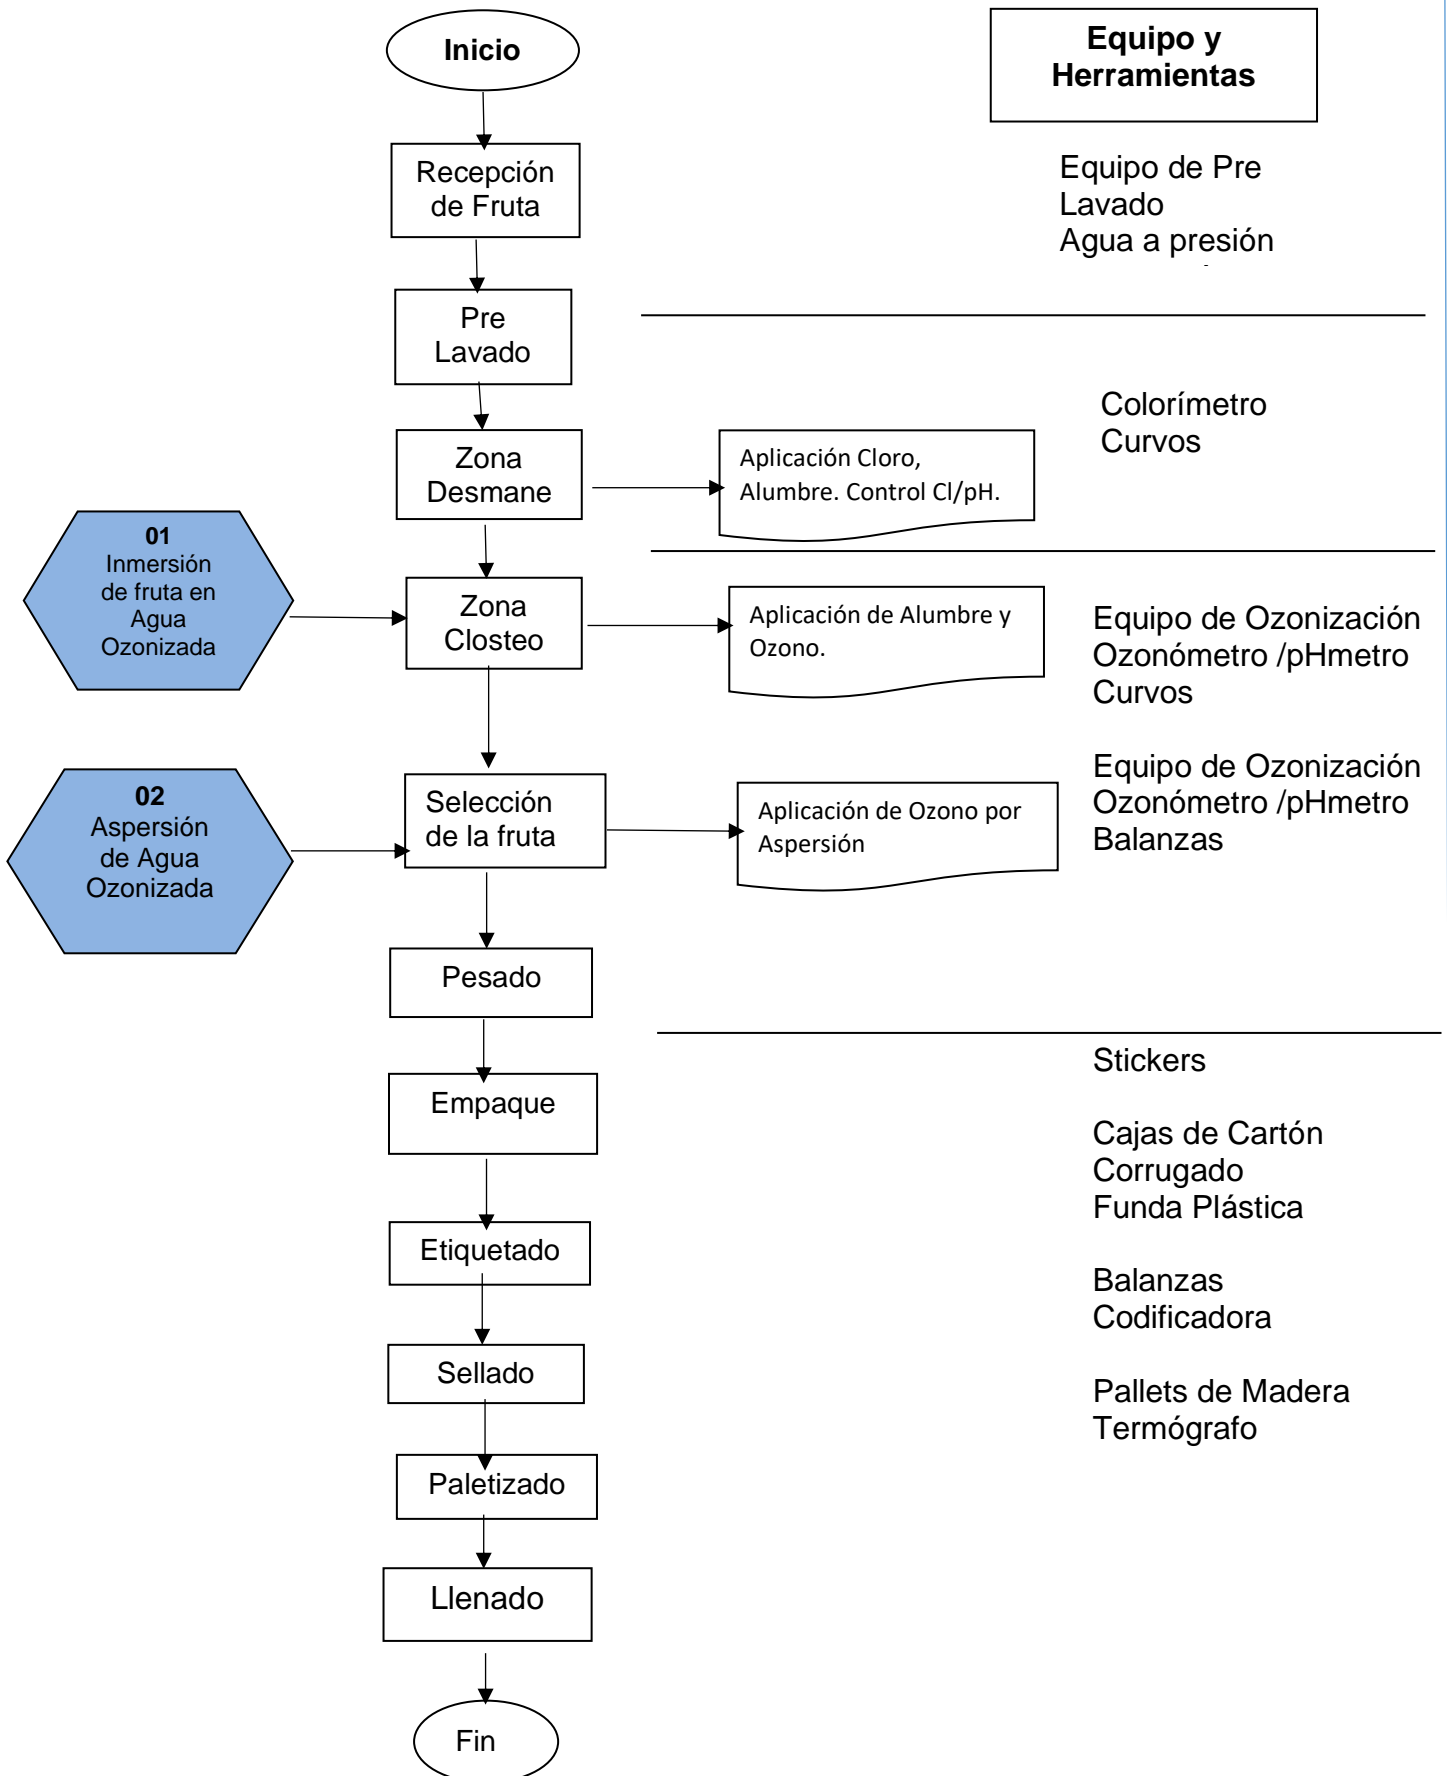 Inicio
Equipo y
Herramientas
Recepción
de Fruta
Equipo de Pre
Lavado
Agua a presión
Pre
Lavado
Colorímetro
Curvos
Zona
Desmane
Aplicación Cloro,
Alumbre. Control Cl/pH.
01
Inmersión
de fruta en
Agua
Ozonizada
Zona
Closteo
Aplicación de Alumbre y
Ozono.
Equipo de Ozonización
Ozonómetro /pHmetro
Curvos
02
Aspersión
de Agua
Ozonizada
Selección
de la fruta
Aplicación de Ozono por
Aspersión
Equipo de Ozonización
Ozonómetro /pHmetro
Balanzas
Pesado
Empaque
Stickers
Cajas de Cartón
Corrugado
Funda Plástica
Etiquetado
Balanzas
Codificadora
Sellado
Pallets de Madera
Termógrafo
Paletizado
Llenado
Fin